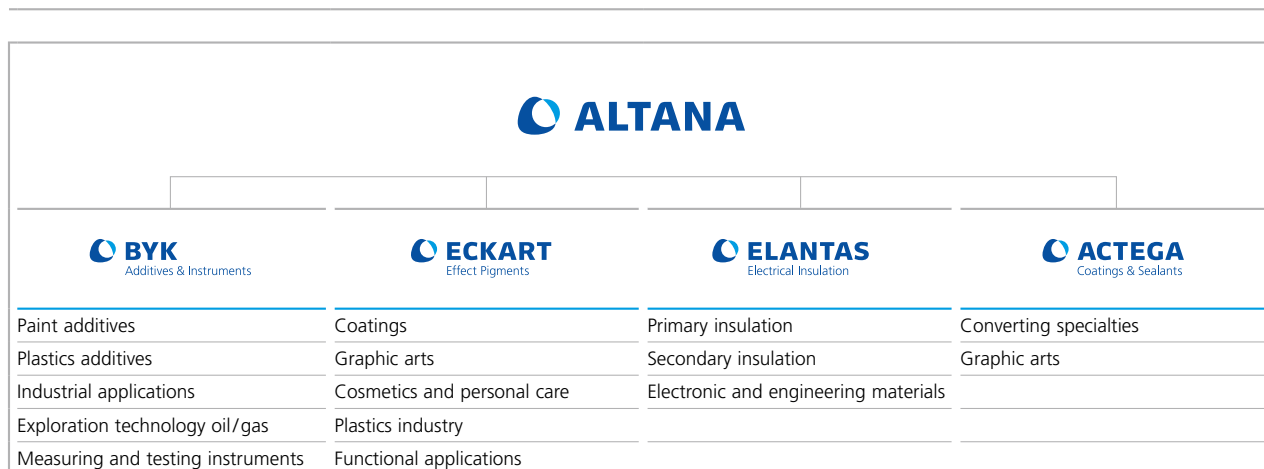 ALTANA
BYK
Additives & Instruments
ECKART
Effect Pigments
ELANTAS
Electrical Insulation
ACTEGA
Coatings & Sealants
Paint additives
Coatings
Primary insulation
Converting specialties
Plastics additives
Graphic arts
Secondary insulation
Graphic arts
Industrial applications
Cosmetics and personal care
Electronic and engineering materials
Exploration technology oil/gas
Plastics industry
Measuring and testing instruments
Functional applications